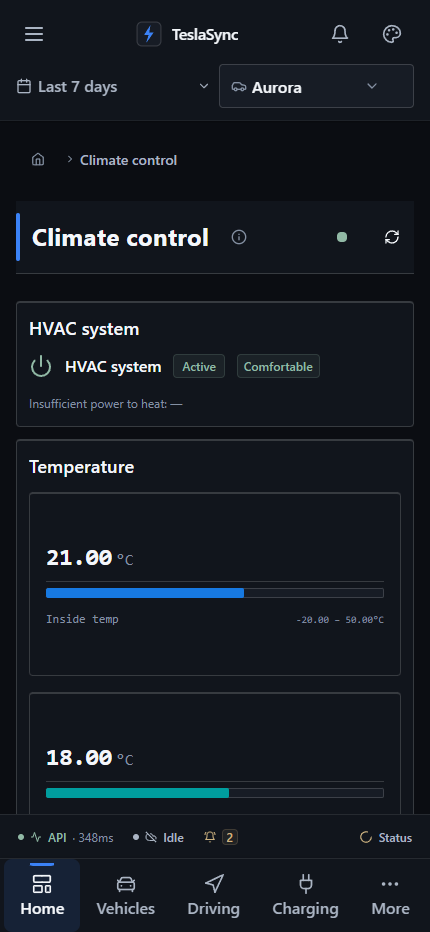 TeslaSync
Last 7 days
Aurora
Climate control
Climate control
HVAC system
HVAC system Active Comfortable
Insufficient power to heat: —
Temperature
21.00 °C
Inside temp -20.00 – 50.00°C
18.00 °C
API · 348ms Idle 2 Status
Home Vehicles Driving Charging More